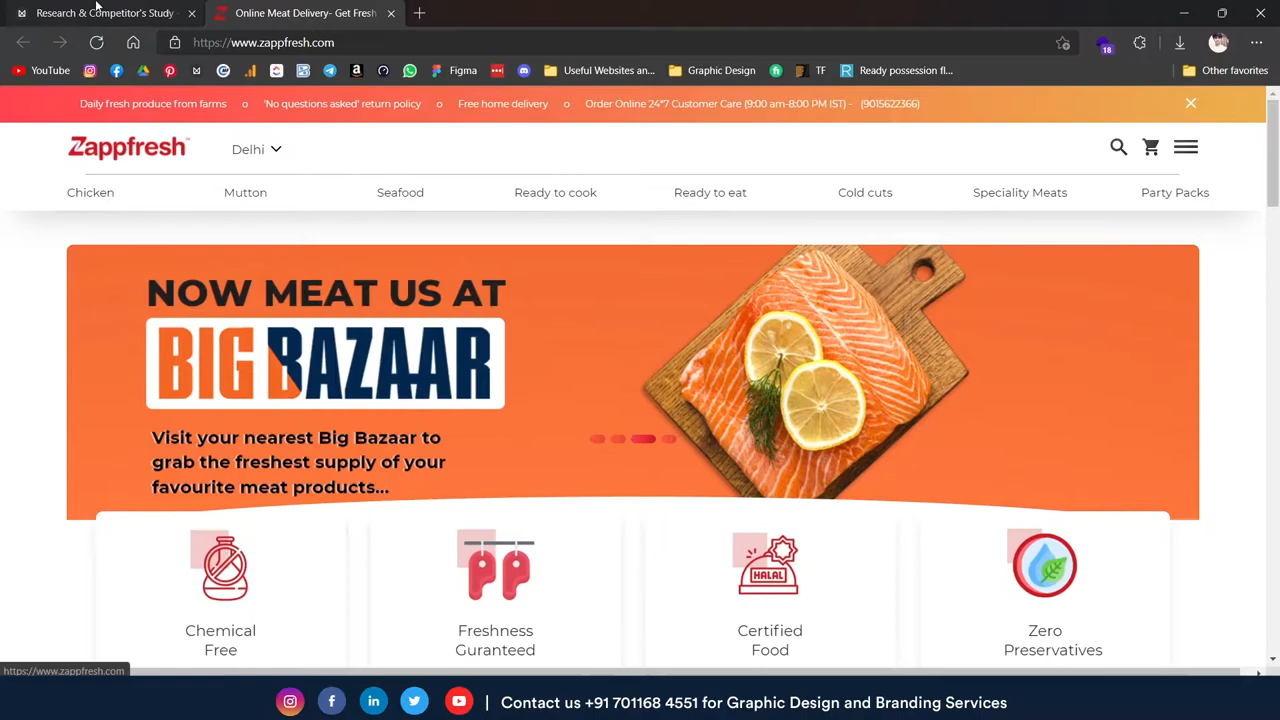 Research & Competitor's Study
Online Meat Delivery- Get Fresh
https://www.zappfresh.com
18
YouTube
Figma
Useful Websites an...
Graphic Design
TF
Ready possession fl...
Other favorites
Daily fresh produce from farms o 'No questions asked' return policy o Free home delivery o Order Online 24*7 Customer Care (9:00 am-8:00 PM IST) - (9015622366)
Zappfresh
Delhi
Chicken
Mutton
Seafood
Ready to cook
Ready to eat
Cold cuts
Speciality Meats
Party Packs
NOW MEAT US AT
BIG BAZAAR
Visit your nearest Big Bazaar to
grab the freshest supply of your
favourite meat products...
HALAL
Chemical
Free
Freshness
Guranteed
Certified
Food
Zero
Preservatives
https://www.zappfresh.com
| Contact us +91 701168 4551 for Graphic Design and Branding Services